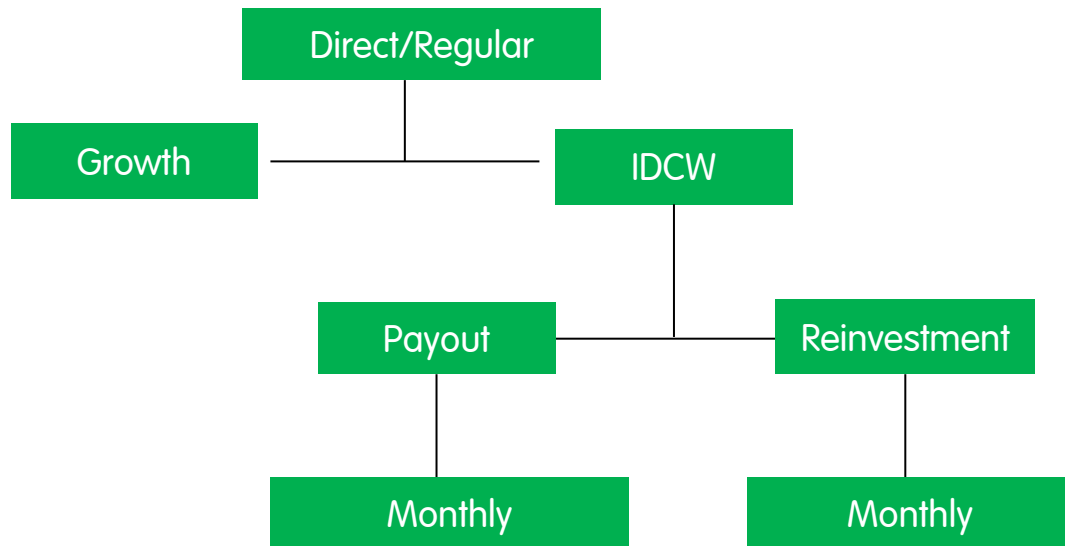 Direct/Regular
Growth
IDCW
Payout
Reinvestment
Monthly
Monthly